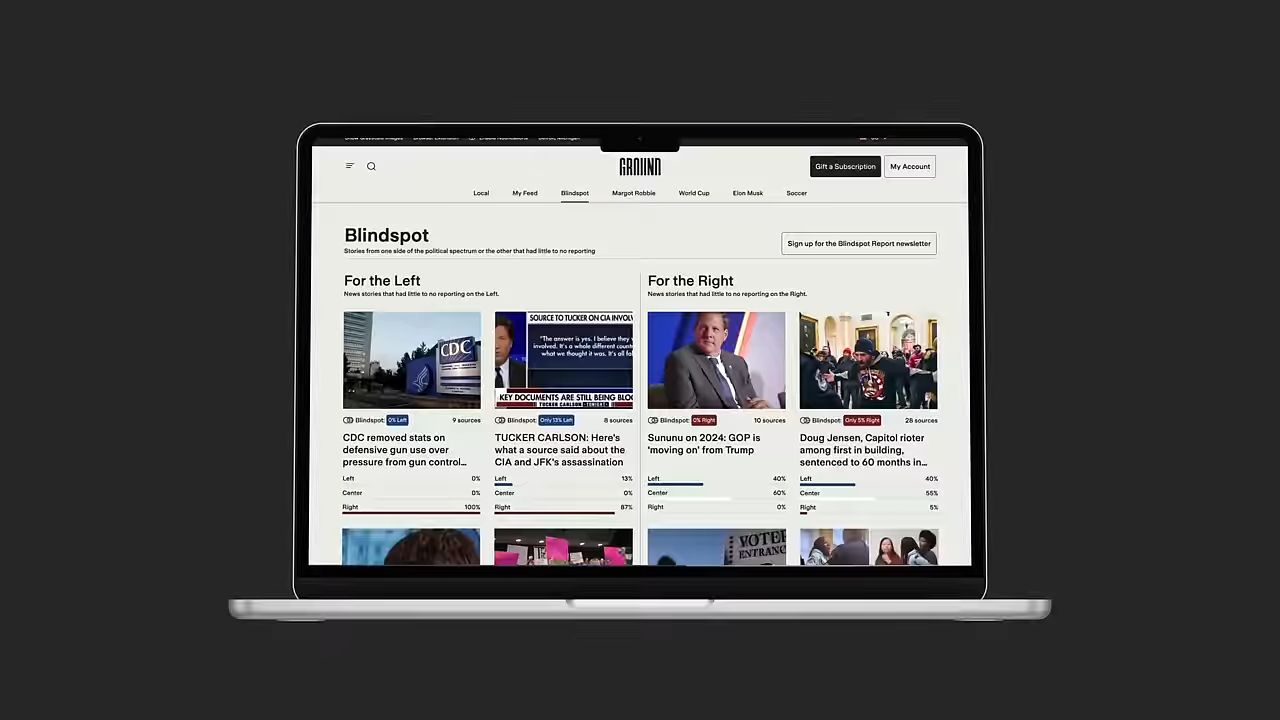 GROUND
Gift a Subscription
My Account
Local
My Feed
Blindspot
Margot Robbie
World Cup
Elon Musk
Soccer
Blindspot
Stories from one side of the political spectrum or the other that had little to no reporting
Sign up for the Blindspot Report newsletter
For the Left
News stories that had little to no reporting on the Left.
For the Right
News stories that had little to no reporting on the Right.
CDC
Blindspot: 0% Left
9 sources
CDC removed stats on
defensive gun use over
pressure from gun control...
Left 0%
Center 0%
Right 100%
SOURCE TO TUCKER ON CIA INVOLV
"The answer is yes. I believe they
involved. It's a whole different countr
what we thought it was. It's all fa
KEY DOCUMENTS ARE STILL BEING BLOC
TUCKER CARLSON TONIGHT
Blindspot: Only 13% Left
8 sources
TUCKER CARLSON: Here's
what a source said about the
CIA and JFK's assassination
Left 13%
Center 0%
Right 87%
Blindspot: 0% Right
10 sources
Sununu on 2024: GOP is
'moving on' from Trump
Left 40%
Center 60%
Right 0%
Blindspot: Only 5% Right
28 sources
Doug Jensen, Capitol rioter
among first in building,
sentenced to 60 months in...
Left 40%
Center 55%
Right 5%
VOTER
ENTRANC